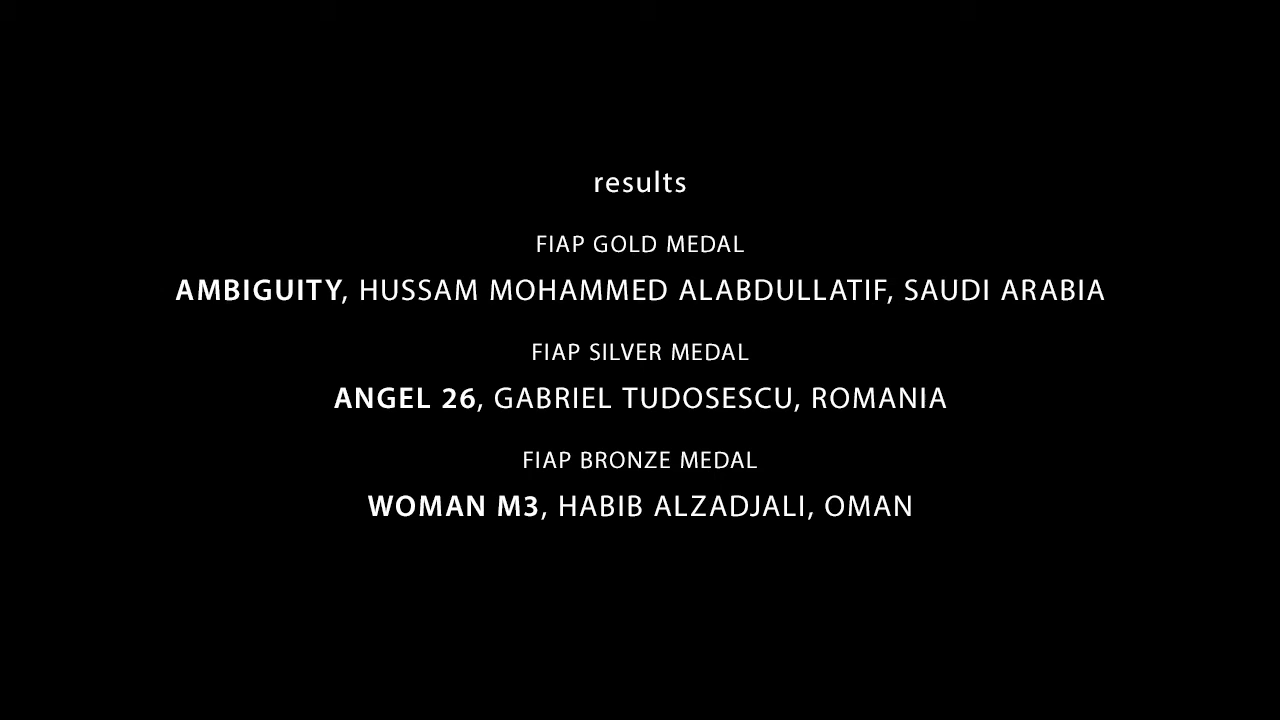 results
FIAP GOLD MEDAL
AMBIGUITY, HUSSAM MOHAMMED ALABDULLATIF, SAUDI ARABIA
FIAP SILVER MEDAL
ANGEL 26, GABRIEL TUDOSESCU, ROMANIA
FIAP BRONZE MEDAL
WOMAN M3, HABIB ALZADJALI, OMAN